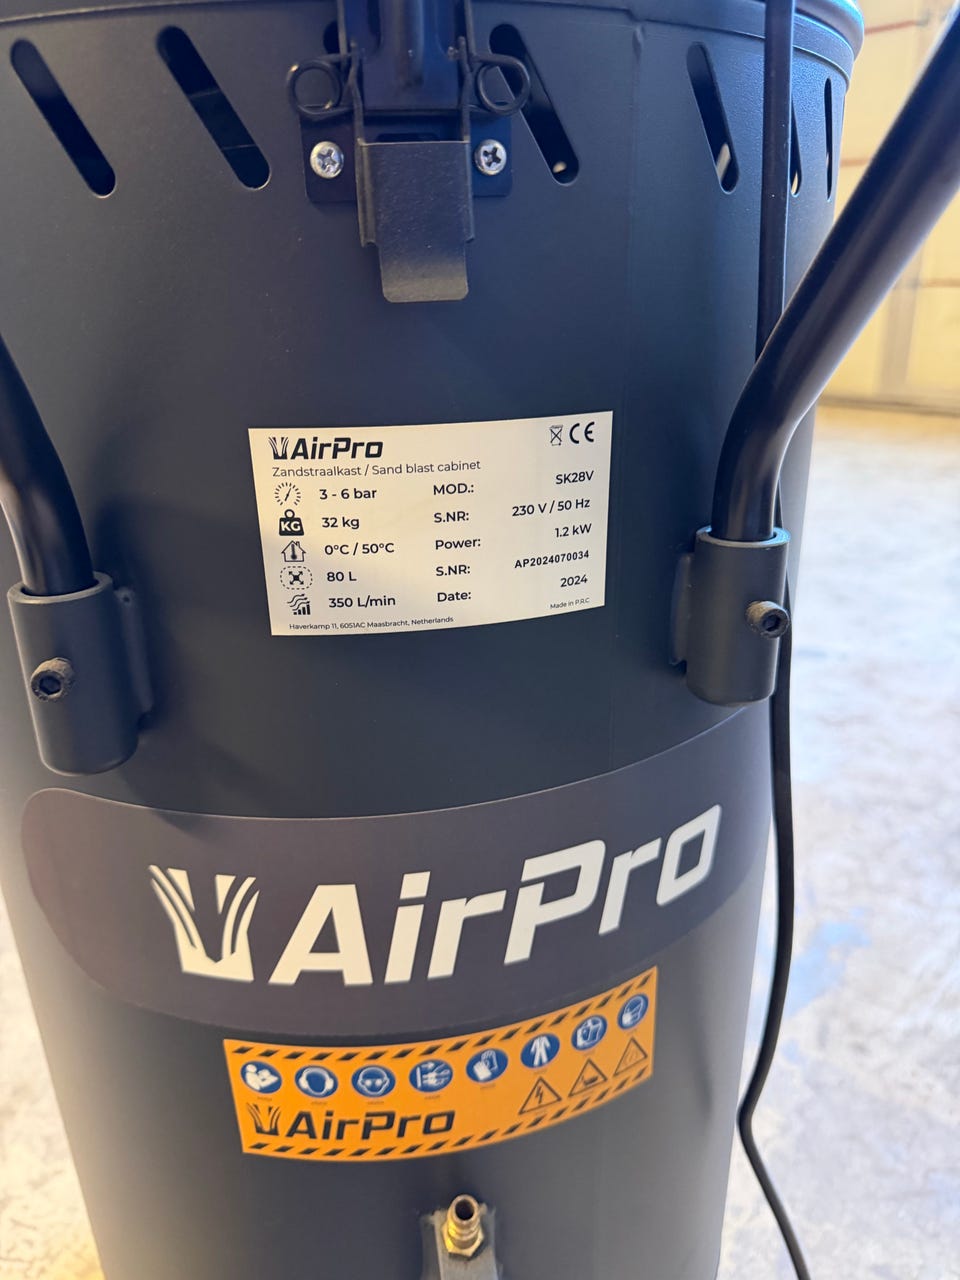 AirPro
CE
Zandstraalkast / Sand blast cabinet
3 - 6 bar MOD.: SK28V
KG 32 kg S.NR: 230 V / 50 Hz
0°C / 50°C Power: 1.2 kW
80 L S.NR: AP2024070034
350 L/min Date: 2024
Haverkamp 11, 6051AC Maasbracht, Netherlands Made in P.R.C
AirPro
AirPro